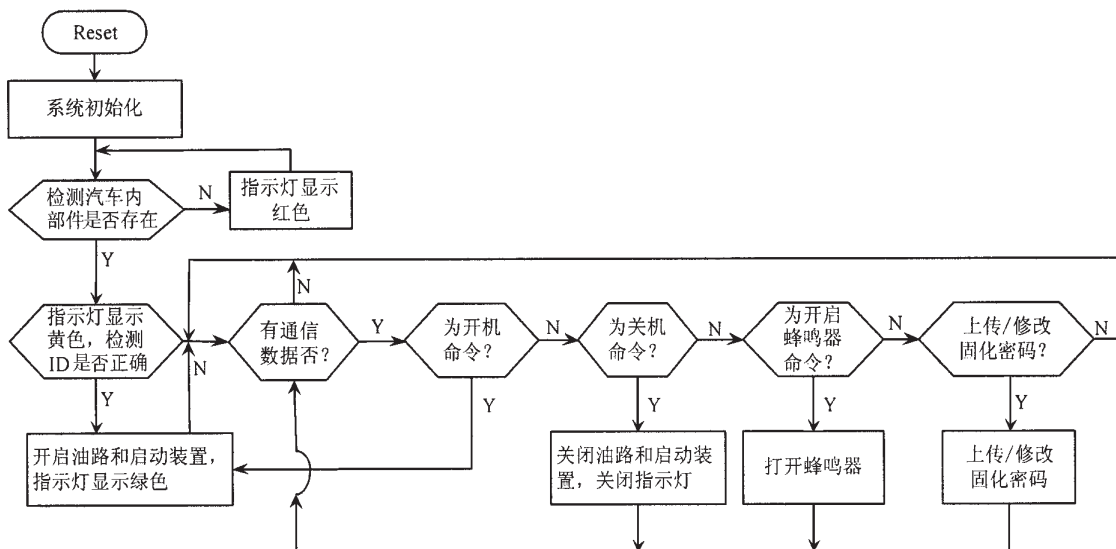 Reset
系统初始化
检测汽车内
部件是否存在
N
指示灯显示
红色
Y
指示灯显示
黄色，检测
ID是否正确
N
Y
开启油路和启动装置，
指示灯显示绿色
有通信
数据否？
N
Y
为开机
命令？
Y
N
为关机
命令？
N
Y
关闭油路和启动装
置，关闭指示灯
为开启
蜂鸣器
命令？
N
Y
打开蜂鸣器
上传/修改
固化密码？
N
Y
上传/修改
固化密码